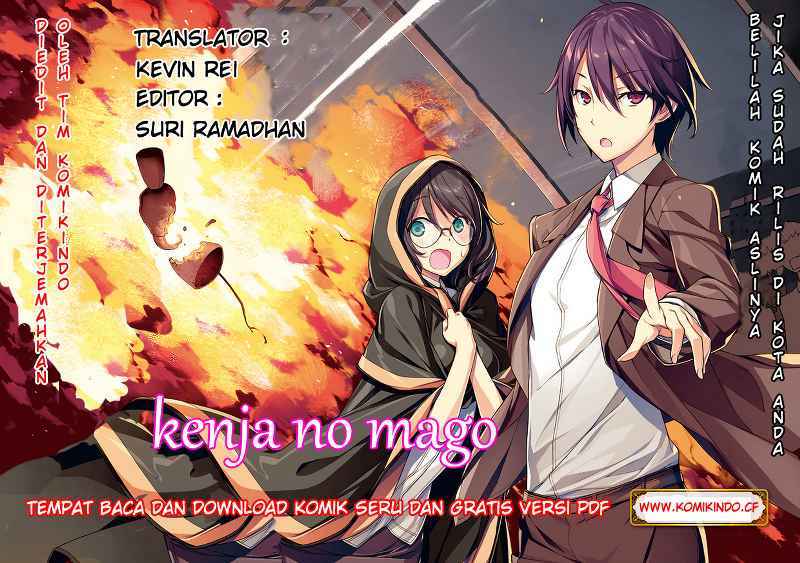 DIEDIT DAN DITERJEMAHKAN
OLEH TIM KOMIKINDO
TRANSLATOR :
KEVIN REI
EDITOR :
SURI RAMADHAN
JIKA SUDAH RILIS DI KOTA ANDA
BELILAH KOMIK ASLINYA
kenja no mago
TEMPAT BACA DAN DOWNLOAD KOMIK SERU DAN GRATIS VERSI PDF
WWW.KOMIKINDO.CF